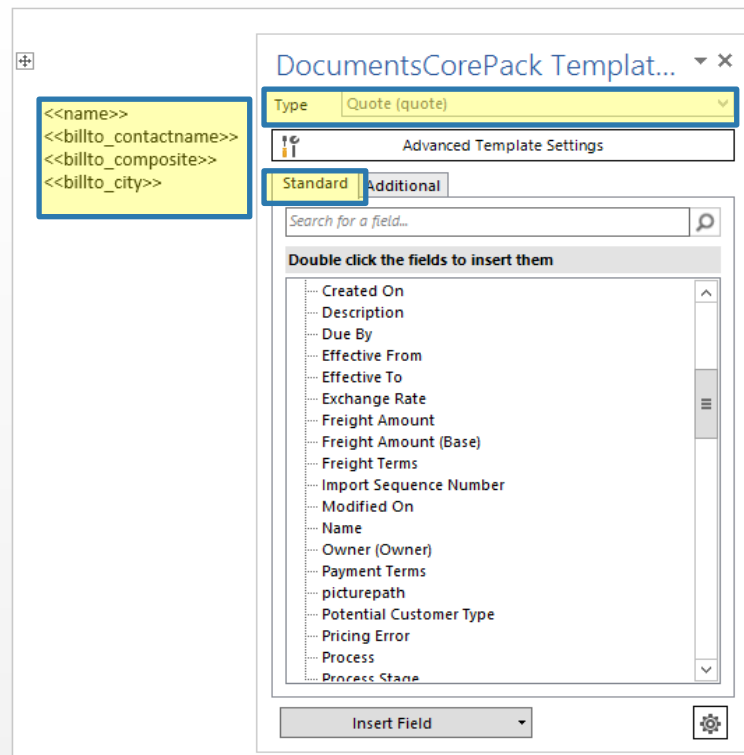 DocumentsCorePack Templat...
<<name>>
<<billto_contactname>>
<<billto_composite>>
<<billto_city>>
Type Quote (quote)
Advanced Template Settings
Standard Additional
Search for a field...
Double click the fields to insert them
Created On
Description
Due By
Effective From
Effective To
Exchange Rate
Freight Amount
Freight Amount (Base)
Freight Terms
Import Sequence Number
Modified On
Name
Owner (Owner)
Payment Terms
picturepath
Potential Customer Type
Pricing Error
Process
Process Stage
Insert Field